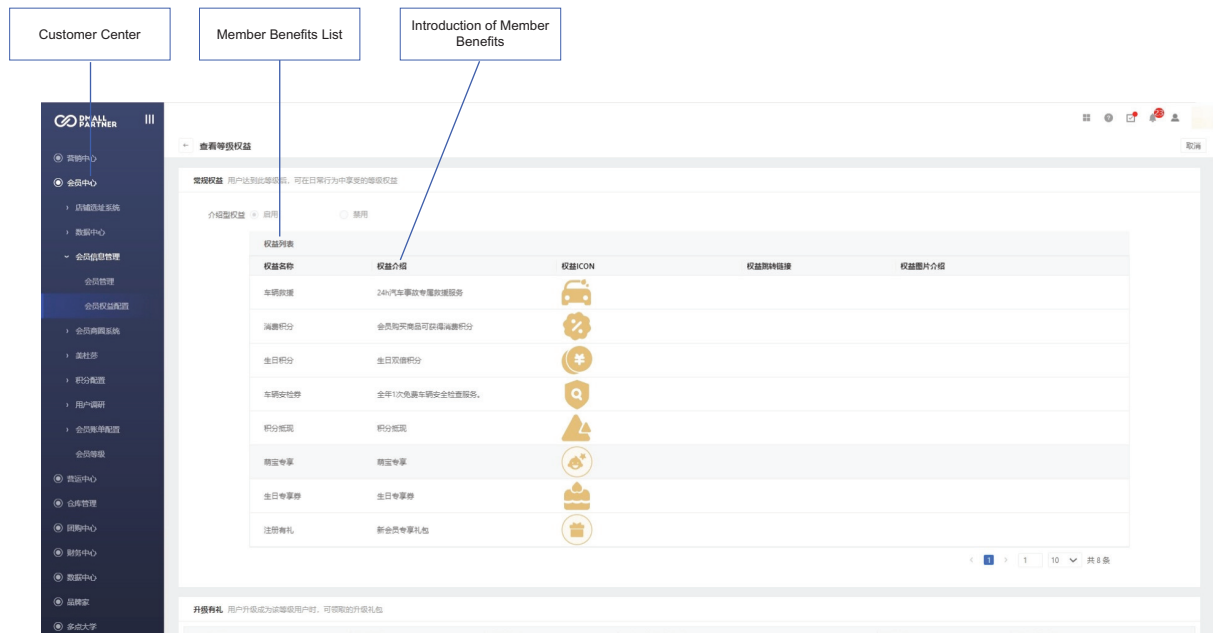 Customer Center
Member Benefits List
Introduction of Member
Benefits
DMALL
PARTNER
23
查看等级权益
取消
营销中心
会员中心
店铺选址系统
数据中心
会员信息管理
会员管理
会员权益配置
会员商圈系统
美杜莎
积分配置
用户调研
会员账单配置
会员等级
营运中心
仓库管理
团购中心
财务中心
数据中心
品牌家
多点大学
常规权益 用户达到此等级后，可在日常行为中享受的等级权益
介绍型权益 启用 禁用
权益列表
权益名称 权益介绍 权益ICON 权益跳转链接 权益图片介绍
车辆救援 24h汽车事故专属救援服务
消费积分 会员购买商品可获得消费积分
生日积分 生日双倍积分
车辆安检券 全年1次免费车辆安全检查服务。
积分抵现 积分抵现
萌宝专享 萌宝专享
生日专享券 生日专享券
注册有礼 新会员专享礼包
1 1 10 共 8 条
升级有礼 用户升级成为该等级用户时，可领取的升级礼包